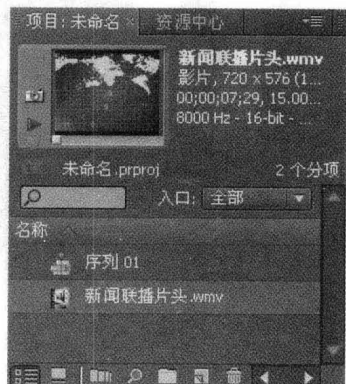 项目: 未命名 × 资源中心
新闻联播片头.wmv
影片, 720 x 576 (1...
00;00;07;29, 15.00...
8000 Hz - 16-bit - ...
未命名.prproj 2 个分项
入口: 全部
名称
序列 01
新闻联播片头.wmv